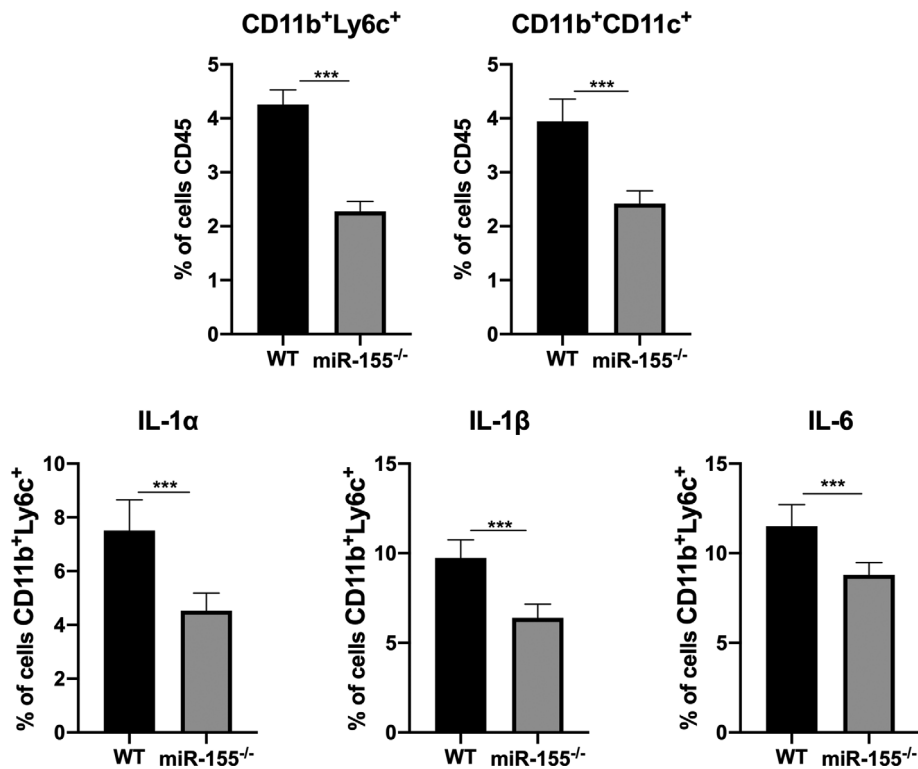 CD11b⁺Ly6c⁺
CD11b⁺CD11c⁺
5
4
3
2
1
0
% of cells CD45
***
WT
miR-155⁻/⁻
5
4
3
2
1
0
% of cells CD45
***
WT
miR-155⁻/⁻
IL-1α
IL-1β
IL-6
10
8
6
4
2
0
% of cells CD11b⁺Ly6c⁺
***
WT
miR-155⁻/⁻
15
10
5
0
% of cells CD11b⁺Ly6c⁺
***
WT
miR-155⁻/⁻
15
10
5
0
% of cells CD11b⁺Ly6c⁺
***
WT
miR-155⁻/⁻